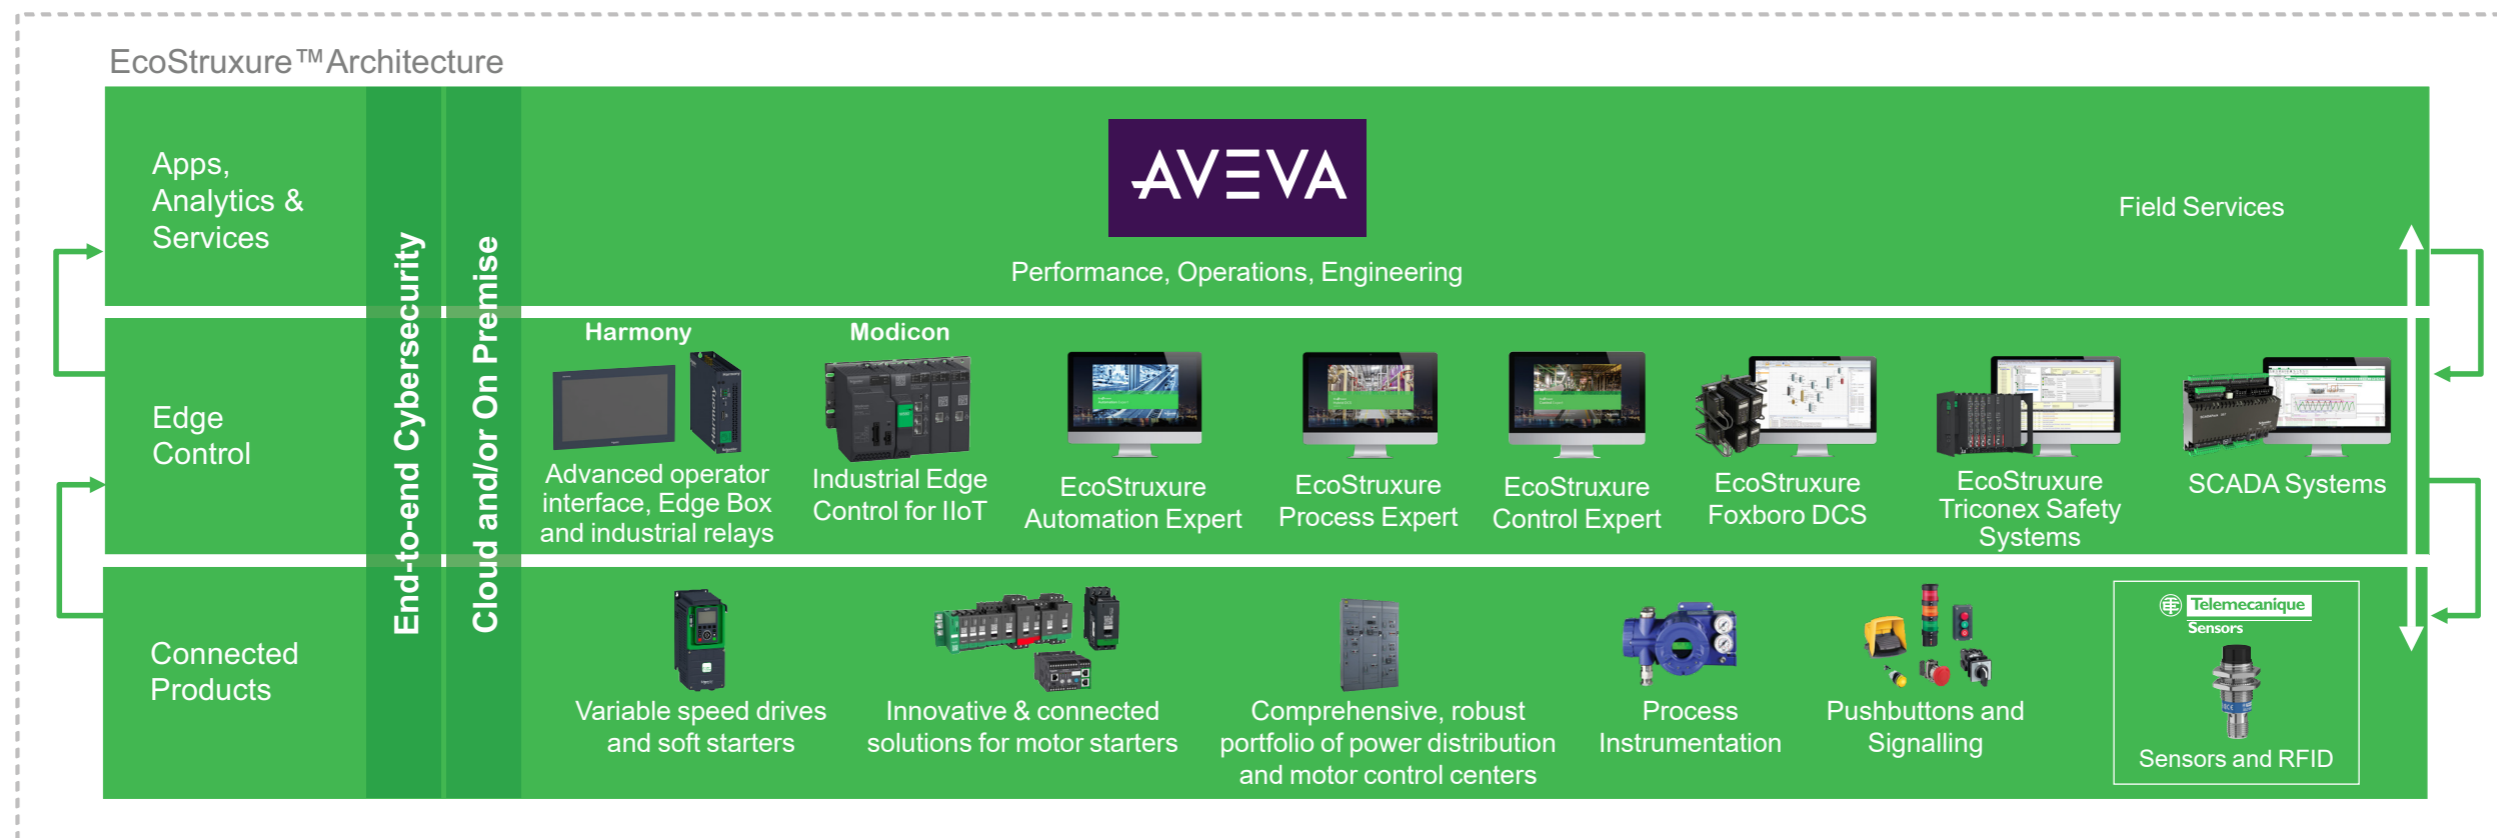 EcoStruxure™Architecture
Apps,
Analytics &
Services
End-to-end Cybersecurity
Cloud and/or On Premise
AVEVA
Performance, Operations, Engineering
Field Services
Edge
Control
Harmony
Harmony
Advanced operator
interface, Edge Box
and industrial relays
Modicon
Industrial Edge
Control for IIoT
EcoStruxure
Automation Expert
EcoStruxure
Process Expert
EcoStruxure
Control Expert
EcoStruxure
Foxboro DCS
EcoStruxure
Triconex Safety
Systems
SCADA Systems
Connected
Products
Variable speed drives
and soft starters
Innovative & connected
solutions for motor starters
Comprehensive, robust
portfolio of power distribution
and motor control centers
Process
Instrumentation
Pushbuttons and
Signalling
Telemecanique
Sensors
Sensors and RFID